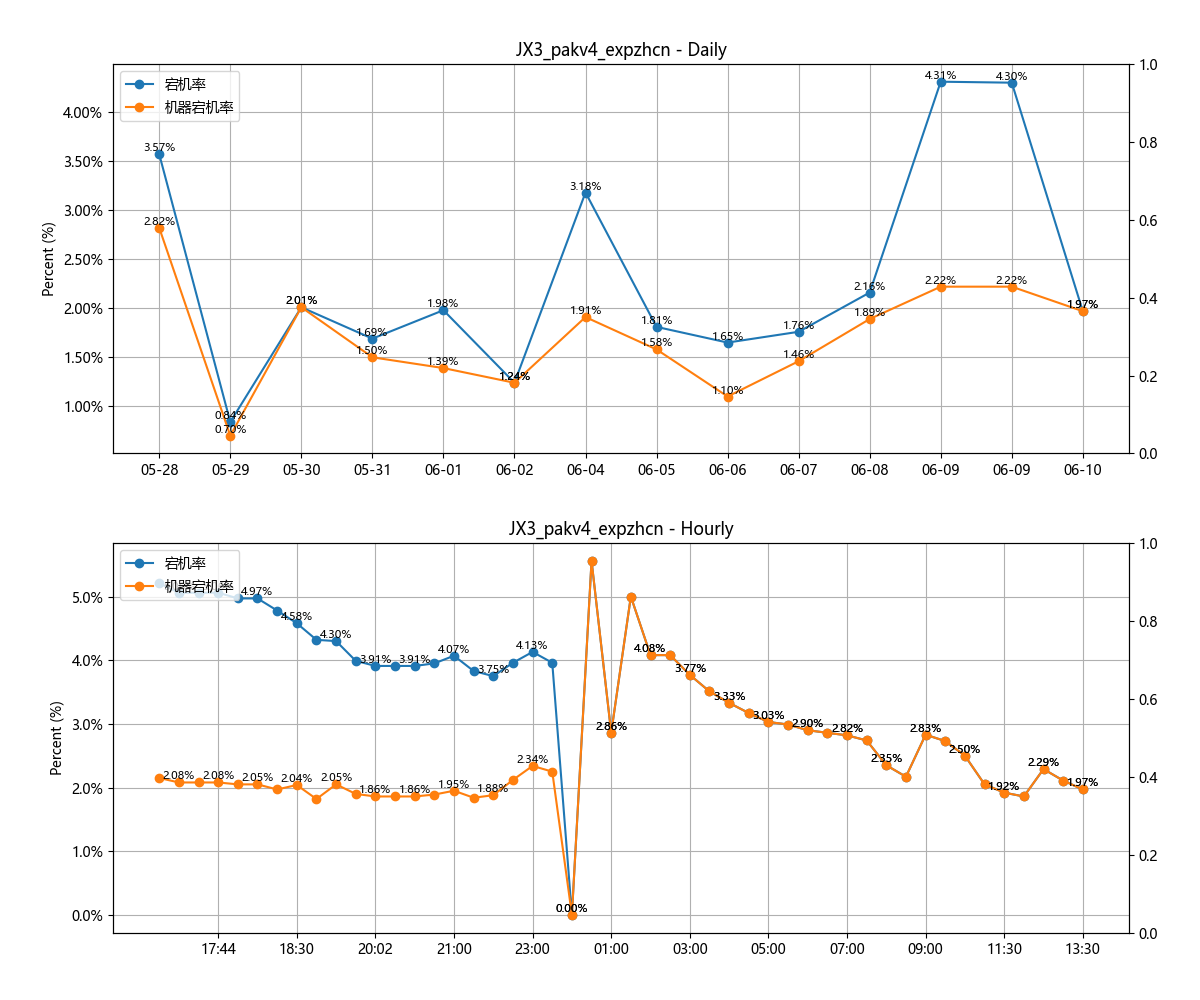 JX3_pakv4_expzhcn - Daily
宕机率
机器宕机率
Percent (%)
4.00%
3.50%
3.00%
2.50%
2.00%
1.50%
1.00%
1.0
0.8
0.6
0.4
0.2
0.0
3.57% 0.84% 2.01% 1.69% 1.98% 1.24% 3.18% 1.81% 1.65% 1.76% 2.16% 4.31% 4.30% 1.97%
2.82% 0.70% 2.01% 1.50% 1.39% 1.24% 1.91% 1.58% 1.10% 1.46% 1.89% 2.22% 2.22% 1.97%
05-28 05-29 05-30 05-31 06-01 06-02 06-04 06-05 06-06 06-07 06-08 06-09 06-09 06-10
JX3_pakv4_expzhcn - Hourly
宕机率
机器宕机率
Percent (%)
5.0%
4.0%
3.0%
2.0%
1.0%
0.0%
1.0
0.8
0.6
0.4
0.2
0.0
4.97% 4.58% 4.30% 3.91% 3.91% 4.07% 3.75% 4.13% 0.00% 2.86% 4.08% 3.77% 3.33% 3.03% 2.90% 2.82% 2.35% 2.83% 2.50% 1.92% 2.29% 1.97%
2.08% 2.08% 2.05% 2.04% 2.05% 1.86% 1.86% 1.95% 1.88% 2.34%
17:44 18:30 20:02 21:00 23:00 01:00 03:00 05:00 07:00 09:00 11:30 13:30